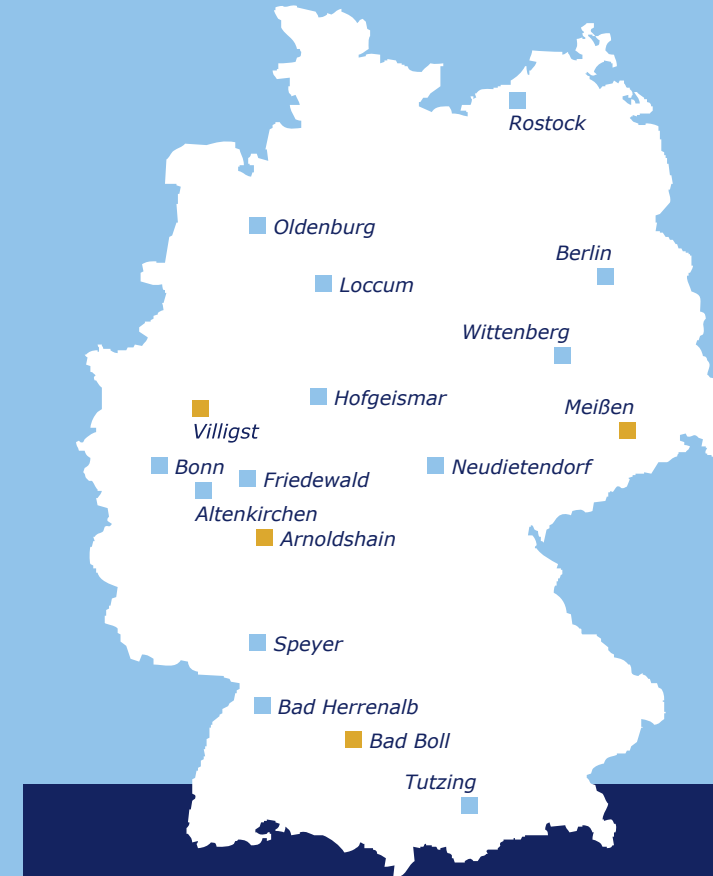 Rostock
Oldenburg
Berlin
Loccum
Wittenberg
Hofgeismar
Meißen
Villigst
Bonn
Neudietendorf
Friedewald
Altenkirchen
Arnoldshain
Speyer
Bad Herrenalb
Bad Boll
Tutzing